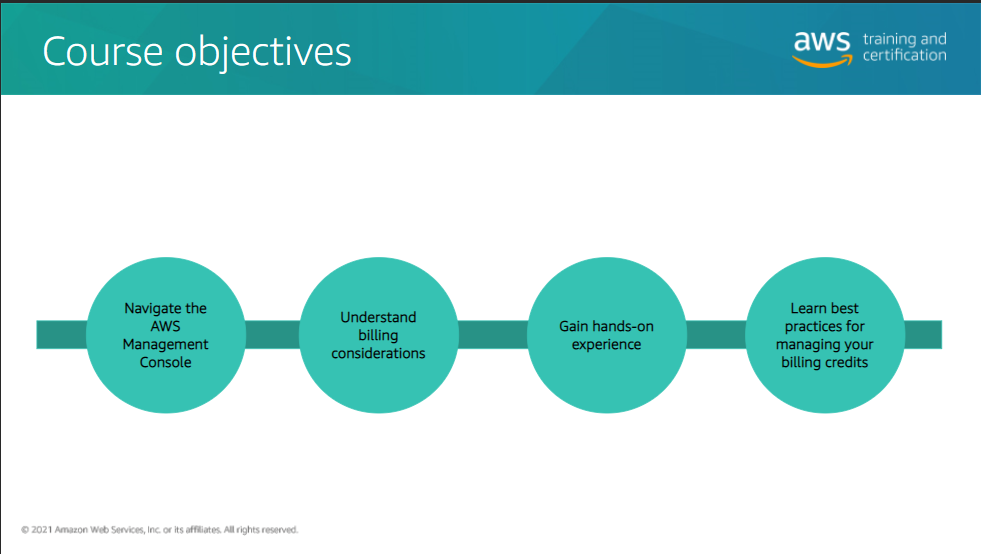 Course objectives
aws training and
certification
Navigate the
AWS
Management
Console
Understand
billing
considerations
Gain hands-on
experience
Learn best
practices for
managing your
billing credits
© 2021 Amazon Web Services, Inc. or its affiliates. All rights reserved.